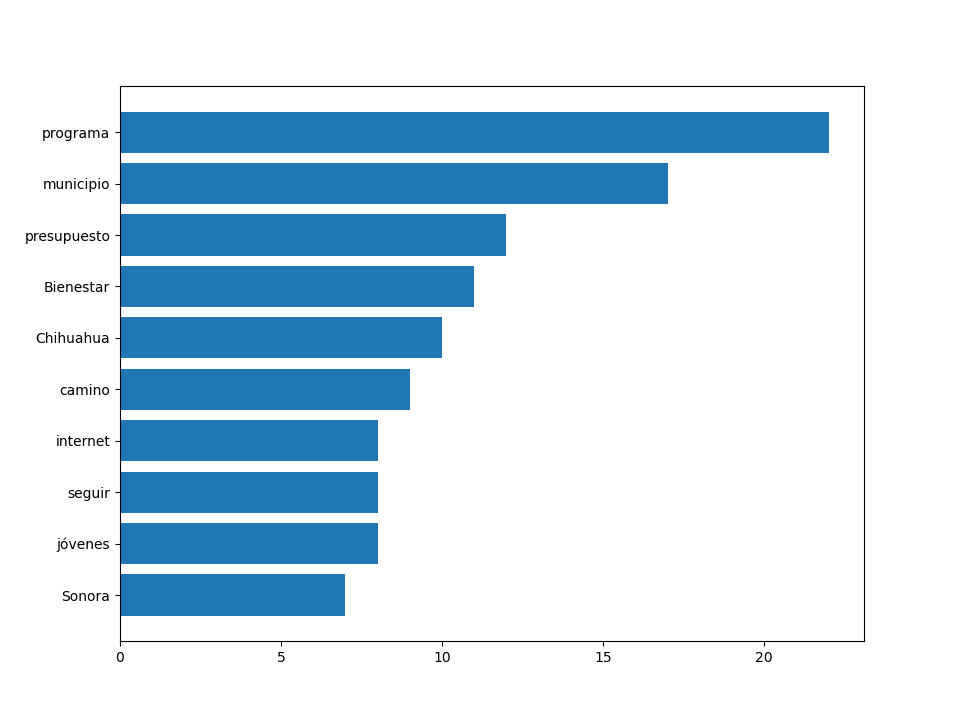 programa
municipio
presupuesto
Bienestar
Chihuahua
camino
internet
seguir
jóvenes
Sonora
0 5 10 15 20